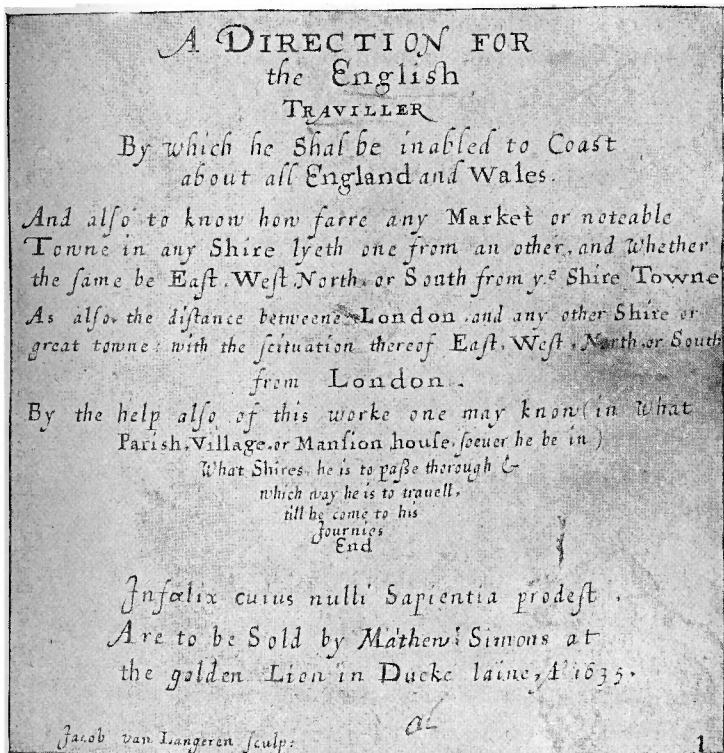 A DIRECTION FOR
the Engliſh
TRAVILLER
By which he Shal be inabled to Coaſt
about all England and Wales.
And alſo to know how farre any Market or noteable
Towne in any Shire lyeth one from an other, and Whether
the ſame be Eaſt, Weſt, North, or South from yᵉ Shire Towne
As alſo, the diſtance betweene London, and any other Shire or
great towne: with the ſcituation thereof Eaſt, Weſt, North, or South
from London.
By the help alſo of this worke one may know (in What
Pariſh, Village, or Manſion houſe, ſoeuer he be in)
What Shires, he is to paſse thorough &
which way he is to trauell,
till he come to his
Journies
End
Infœlix cuius nulli Sapientia prodeſt.
Are to be Sold by Mathew Simons at
the golden Lion in Ducke laine, Aº 1635.
Jacob van Langeren ſculp:
1